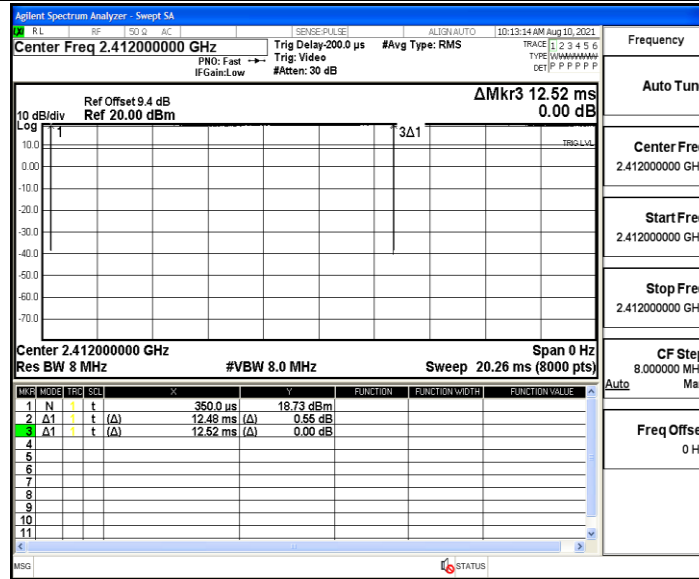 Agilent Spectrum Analyzer - Swept SA
RL RF 50 Ω AC SENSE:PULSE ALIGNAUTO 10:13:14 AM Aug 10, 2021
Center Freq 2.412000000 GHz Trig Delay-200.0 µs #Avg Type: RMS TRACE 1 2 3 4 5 6
PNO: Fast Trig: Video TYPE WWWWWW
IFGain:Low #Atten: 30 dB DET P P P P P P
ΔMkr3 12.52 ms
0.00 dB
Ref Offset 9.4 dB
10 dB/div Ref 20.00 dBm
Log
1 3Δ1
TRIG LVL
10.0
0.00
-10.0
-20.0
-30.0
-40.0
-50.0
-60.0
-70.0
Center 2.412000000 GHz Span 0 Hz
Res BW 8 MHz #VBW 8.0 MHz Sweep 20.26 ms (8000 pts)
MKR MODE TRC SCL X Y FUNCTION FUNCTION WIDTH FUNCTION VALUE
1 N 1 t 350.0 µs 18.73 dBm
2 Δ1 1 t (Δ) 12.48 ms (Δ) 0.55 dB
3 Δ1 1 t (Δ) 12.52 ms (Δ) 0.00 dB
4
5
6
7
8
9
10
11
MSG STATUS
Frequency
Auto Tun
Center Fre
2.412000000 GH
Start Fre
2.412000000 GH
Stop Fre
2.412000000 GH
CF Ste
8.000000 MH
Auto Ma
Freq Offse
0 H